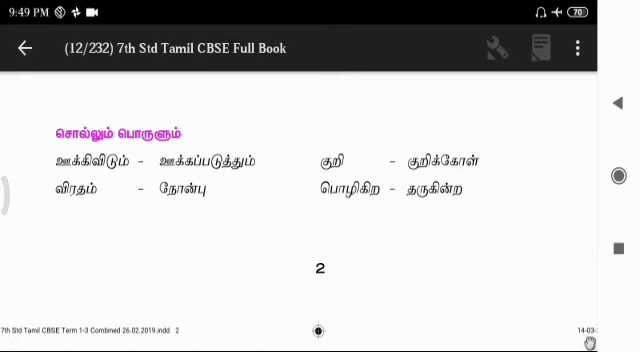 9:49 PM 70
(12/232) 7th Std Tamil CBSE Full Book
சொல்லும் பொருளும்
ஊக்கிவிடும் - ஊக்கப்படுத்தும் குறி - குறிக்கோள்
விரதம் - நோன்பு பொழிகிற - தருகின்ற
2
7th Std Tamil CBSE Term 1-3 Combined 26.02.2019.indd 2 14-03-